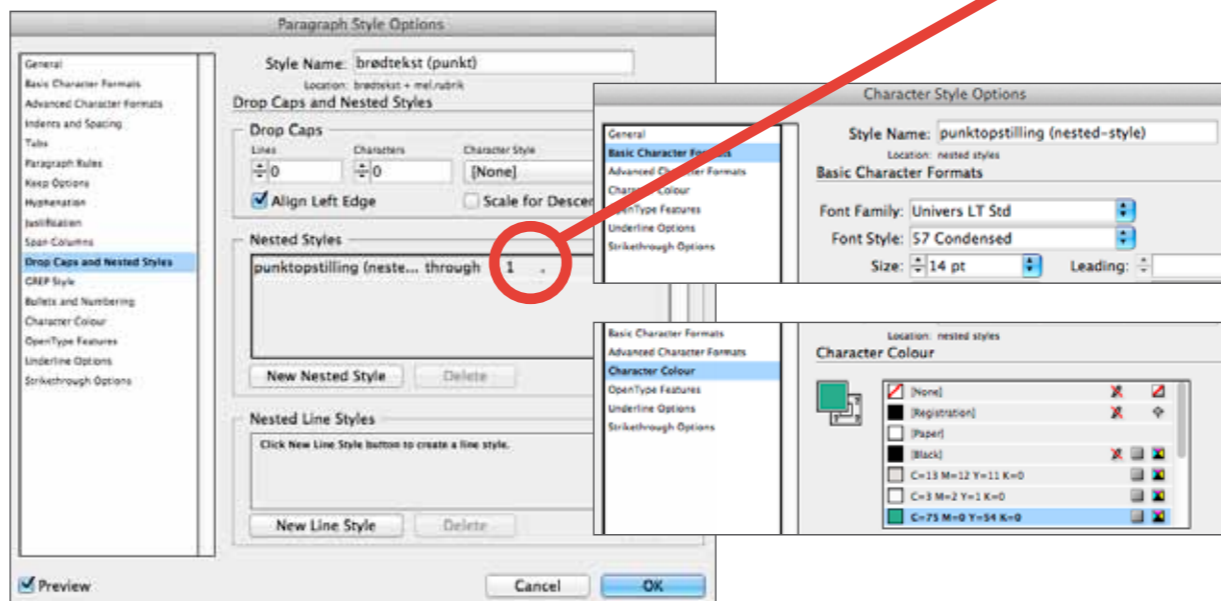 Paragraph Style Options
General
Basic Character Formats
Advanced Character Formats
Indents and Spacing
Tabs
Paragraph Rules
Keep Options
Hyphenation
Justification
Span Columns
Drop Caps and Nested Styles
GREP Style
Bullets and Numbering
Character Colour
OpenType Features
Underline Options
Strikethrough Options
Style Name: brødtekst (punkt)
Location: brødtekst + mel.rubrik
Drop Caps and Nested Styles
Drop Caps
Lines Characters Character Style
0 0 [None]
Align Left Edge Scale for Descen
Nested Styles
punktopstilling (neste... through 1 .
New Nested Style Delete
Nested Line Styles
Click New Line Style button to create a line style.
New Line Style Delete
Preview Cancel OK
Character Style Options
General
Basic Character Formats
Advanced Character Formats
Character Colour
OpenType Features
Underline Options
Strikethrough Options
Style Name: punktopstilling (nested-style)
Location: nested styles
Basic Character Formats
Font Family: Univers LT Std
Font Style: 57 Condensed
Size: 14 pt Leading:
Basic Character Formats
Advanced Character Formats
Character Colour
OpenType Features
Underline Options
Strikethrough Options
Location: nested styles
Character Colour
[None]
[Registration]
[Paper]
[Black]
C=13 M=12 Y=11 K=0
C=3 M=2 Y=1 K=0
C=75 M=0 Y=54 K=0